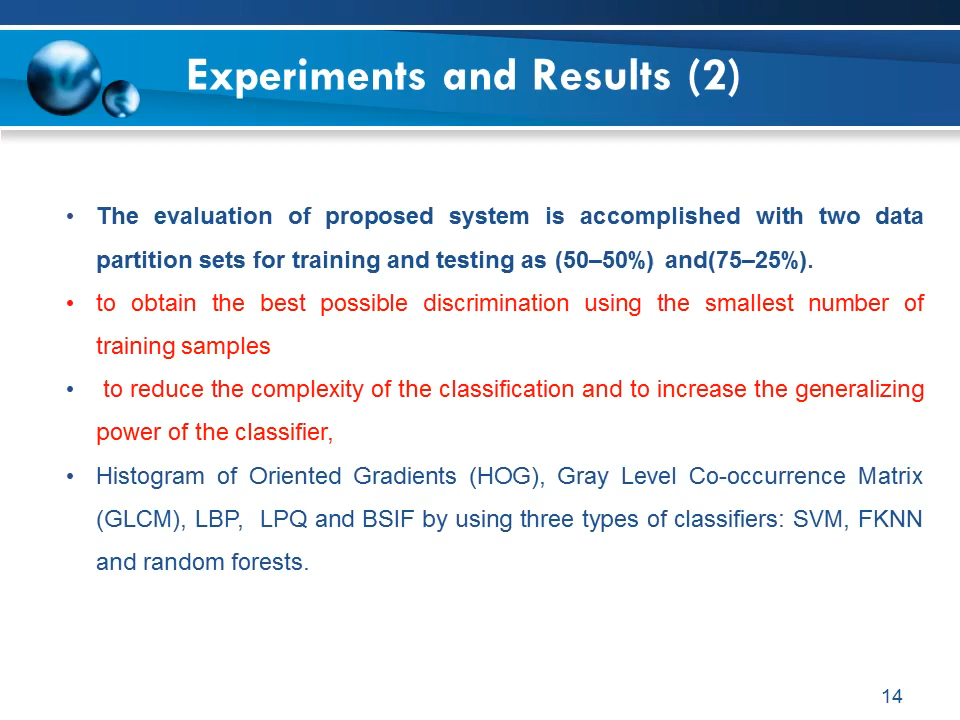 Experiments and Results (2)
• The evaluation of proposed system is accomplished with two data
partition sets for training and testing as (50–50%) and(75–25%).
• to obtain the best possible discrimination using the smallest number of
training samples
• to reduce the complexity of the classification and to increase the generalizing
power of the classifier,
• Histogram of Oriented Gradients (HOG), Gray Level Co-occurrence Matrix
(GLCM), LBP, LPQ and BSIF by using three types of classifiers: SVM, FKNN
and random forests.
14